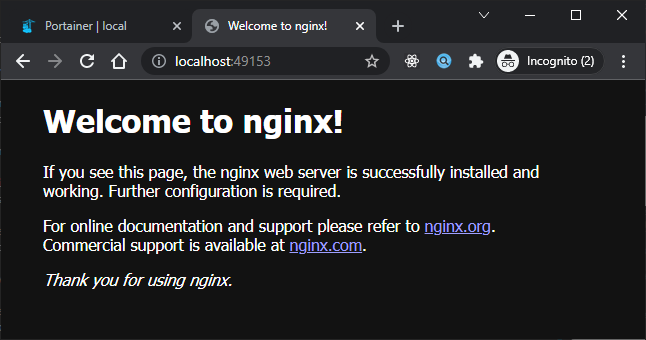 Portainer | local
Welcome to nginx!
localhost:49153
Incognito (2)
Welcome to nginx!
If you see this page, the nginx web server is successfully installed and
working. Further configuration is required.
For online documentation and support please refer to nginx.org.
Commercial support is available at nginx.com.
Thank you for using nginx.